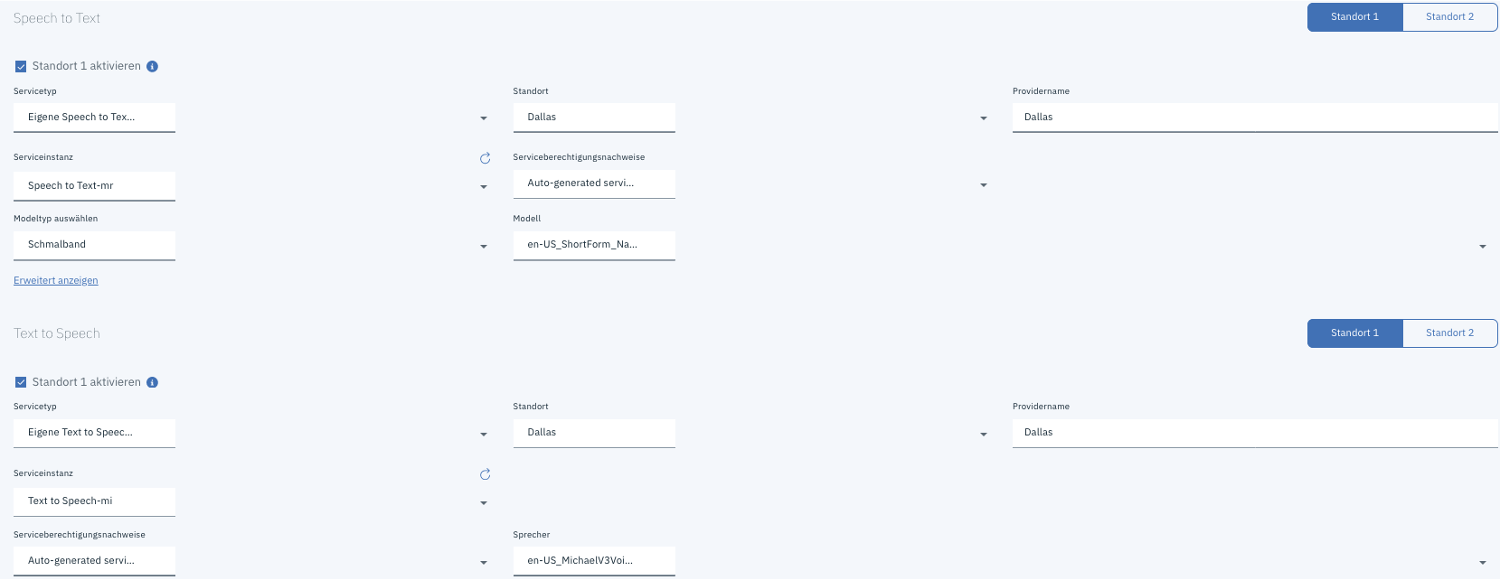 Speech to Text
Standort 1 Standort 2
Standort 1 aktivieren
Servicetyp Standort Providername
Eigene Speech to Tex... Dallas Dallas
Serviceinstanz Serviceberechtigungsnachweise
Speech to Text-mr Auto-generated servi...
Modeltyp auswählen Modell
Schmalband en-US_ShortForm_Na...
Erweitert anzeigen
Text to Speech
Standort 1 Standort 2
Standort 1 aktivieren
Servicetyp Standort Providername
Eigene Text to Speec... Dallas Dallas
Serviceinstanz
Text to Speech-mi
Serviceberechtigungsnachweise Sprecher
Auto-generated servi... en-US_MichaelV3Voi...